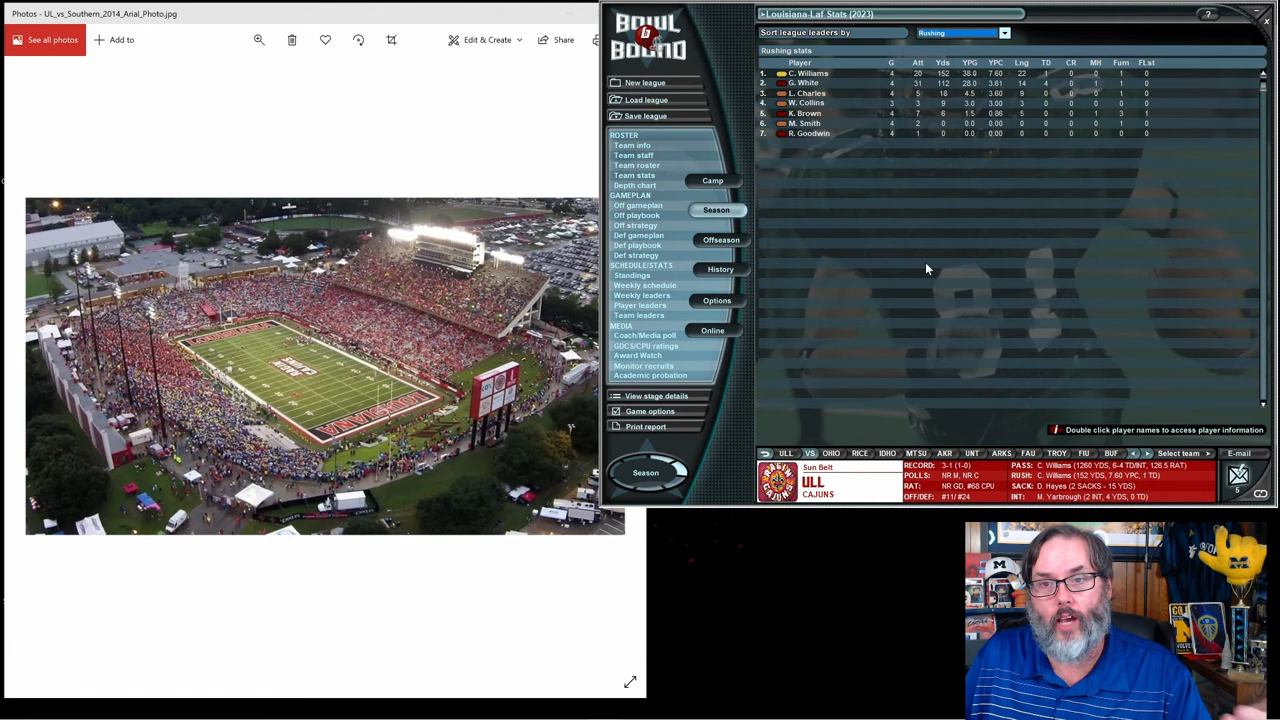 Photos - UL_vs_Southern_2014_Arial_Photo.jpg
See all photos
Add to
Edit & Create
Share
BOWL
BOUND
New league
Load league
Save league
ROSTER
Team info
Team staff
Team roster
Team stats
Depth chart
GAMEPLAN
Off gameplan
Off playbook
Off strategy
Def gameplan
Def playbook
Def strategy
SCHEDULE/STATS
Standings
Weekly schedule
Weekly leaders
Player leaders
Team leaders
MEDIA
Coach/Media poll
GDCS/CPU ratings
Award Watch
Monitor recruits
Academic probation
Camp
Season
Offseason
History
Options
Online
View stage details
Game options
Print report
Season
Louisiana-Laf Stats (2023)
?
x
Sort league leaders by
Rushing
Rushing stats
Player G Att Yds YPG YPC Lng TD CR MH Fum FLst
1. C. Williams 4 20 152 38.0 7.60 22 1 0 0 1 0
2. G. White 4 31 112 28.0 3.61 14 4 0 1 1 0
3. L. Charles 4 5 18 4.5 3.60 9 0 0 0 1 0
4. W. Collins 3 3 9 3.0 3.00 3 0 0 0 0 0
5. K. Brown 4 7 6 1.5 0.86 5 0 0 1 3 1
6. M. Smith 4 2 0 0.0 0.00 0 0 0 0 1 0
7. R. Goodwin 4 1 0 0.0 0.00 0 0 0 0 0 0
Double click player names to access player information
ULL VS OHIO RICE IDHO MTSU AKR UNT ARKS FAU TROY FIU BUF Select team E-mail
Sun Belt
ULL
CAJUNS
RECORD: 3-1 (1-0)
POLLS: NR M, NR C
RAT: NR GD, #68 CPU
OFF/DEF: #11/ #24
PASS: C. Williams (1260 YDS, 6-4 TD/INT, 126.5 RAT)
RUSH: C. Williams (152 YDS, 7.60 YPC, 1 TD)
SACK: D. Hayes (2 SACKS - 15 YDS)
INT: M. Yarbrough (2 INT, 4 YDS, 0 TD)
5
M
M